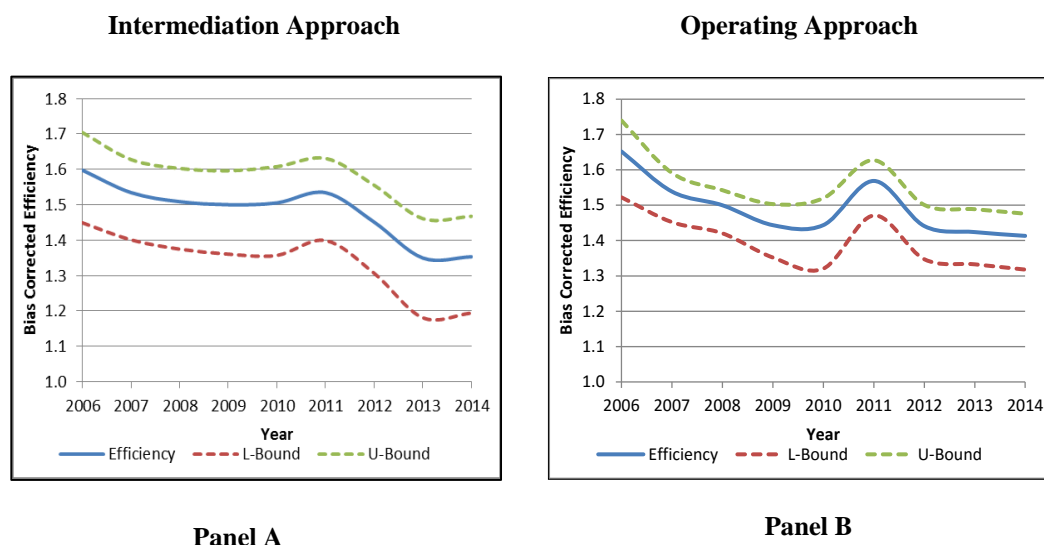 Intermediation Approach
Operating Approach
1.8
1.7
1.6
1.5
1.4
1.3
1.2
1.1
1.0
Bias Corrected Efficiency
2006 2007 2008 2009 2010 2011 2012 2013 2014
Year
Efficiency L-Bound U-Bound
1.8
1.7
1.6
1.5
1.4
1.3
1.2
1.1
1.0
Bias Corrected Efficiency
2006 2007 2008 2009 2010 2011 2012 2013 2014
Year
Efficiency L-Bound U-Bound
Panel A
Panel B